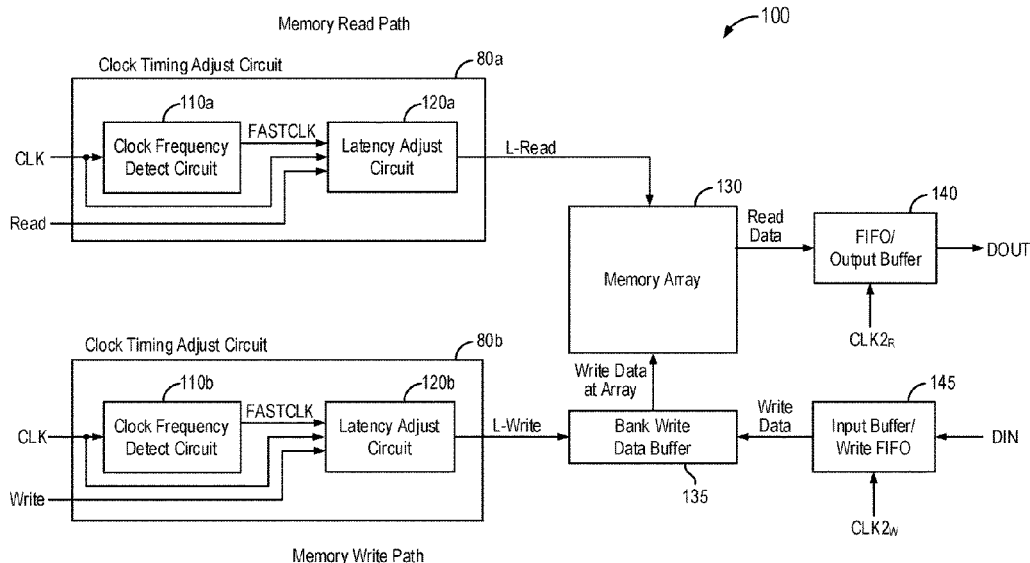 Memory Read Path
100
Clock Timing Adjust Circuit
80a
110a
120a
CLK
Clock Frequency
Detect Circuit
FASTCLK
Latency Adjust
Circuit
L-Read
Read
130
Memory Array
Read
Data
140
FIFO/
Output Buffer
DOUT
CLK2R
Clock Timing Adjust Circuit
80b
110b
120b
CLK
Clock Frequency
Detect Circuit
FASTCLK
Latency Adjust
Circuit
L-Write
Write
Write Data
at Array
Bank Write
Data Buffer
135
Write
Data
145
Input Buffer/
Write FIFO
DIN
CLK2W
Memory Write Path